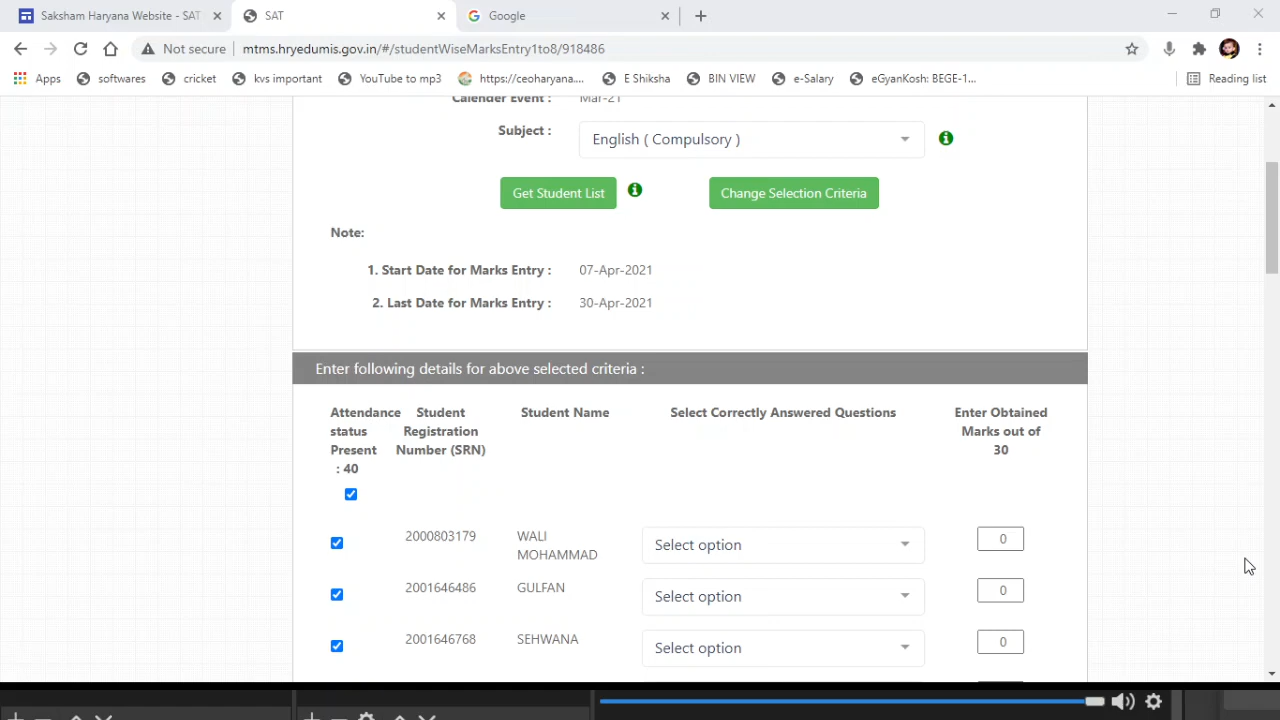 Saksham Haryana Website - SAT
SAT
Google
Not secure
mtms.hryedumis.gov.in/#/studentWiseMarksEntry1to8/918486
Apps
softwares
cricket
kvs important
YouTube to mp3
https://ceoharyana....
E Shiksha
BIN VIEW
e-Salary
eGyanKosh: BEGE-1...
Reading list
Calender Event : Mar-21
Subject : English ( Compulsory )
Get Student List
Change Selection Criteria
Note:
1. Start Date for Marks Entry : 07-Apr-2021
2. Last Date for Marks Entry : 30-Apr-2021
Enter following details for above selected criteria :
Attendance
status
Present
: 40
Student
Registration
Number (SRN)
Student Name
Select Correctly Answered Questions
Enter Obtained
Marks out of
30
2000803179
WALI
MOHAMMAD
Select option
0
2001646486
GULFAN
Select option
0
2001646768
SEHWANA
Select option
0